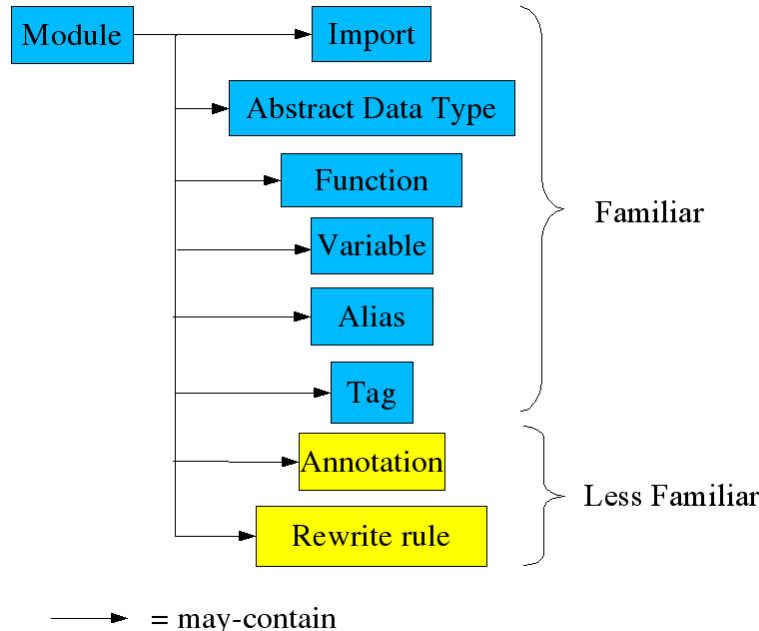 Module
Import
Abstract Data Type
Function
Variable
Alias
Tag
Annotation
Rewrite rule
Familiar
Less Familiar
= may-contain